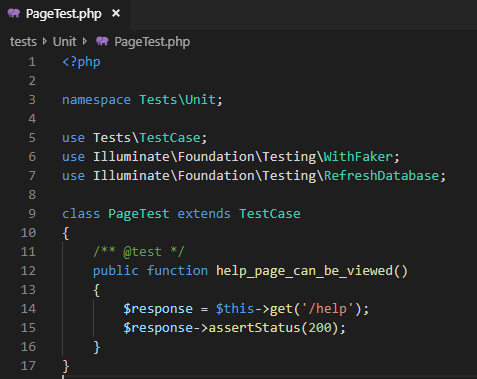 PageTest.php ×
tests > Unit > PageTest.php
1 <?php
2
3 namespace Tests\Unit;
4
5 use Tests\TestCase;
6 use Illuminate\Foundation\Testing\WithFaker;
7 use Illuminate\Foundation\Testing\RefreshDatabase;
8
9 class PageTest extends TestCase
10 {
11     /** @test */
12     public function help_page_can_be_viewed()
13     {
14         $response = $this->get('/help');
15         $response->assertStatus(200);
16     }
17 }